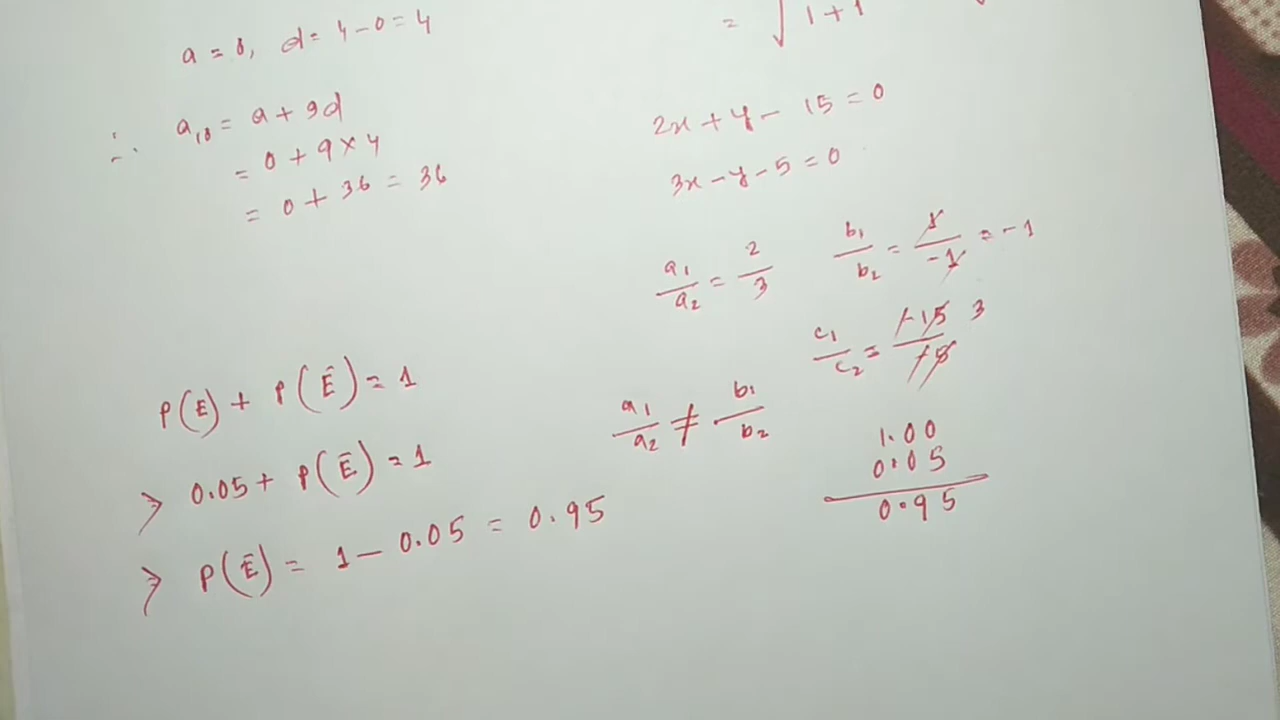 a = 0, d = 4 - 0 = 4
∴ a₁₀ = a + 9d
= 0 + 9 × 4
= 0 + 36 = 36
P(E) + P(Ē) = 1
⇒ 0.05 + P(Ē) = 1
⇒ P(Ē) = 1 - 0.05 = 0.95
= √1 + 1
2x + y - 15 = 0
3x - y - 5 = 0
a₁/a₂ = 2/3 b₁/b₂ = 1/-1 = -1
c₁/c₂ = -15/-5 3
a₁/a₂ ≠ b₁/b₂
1.00
0.05
0.95